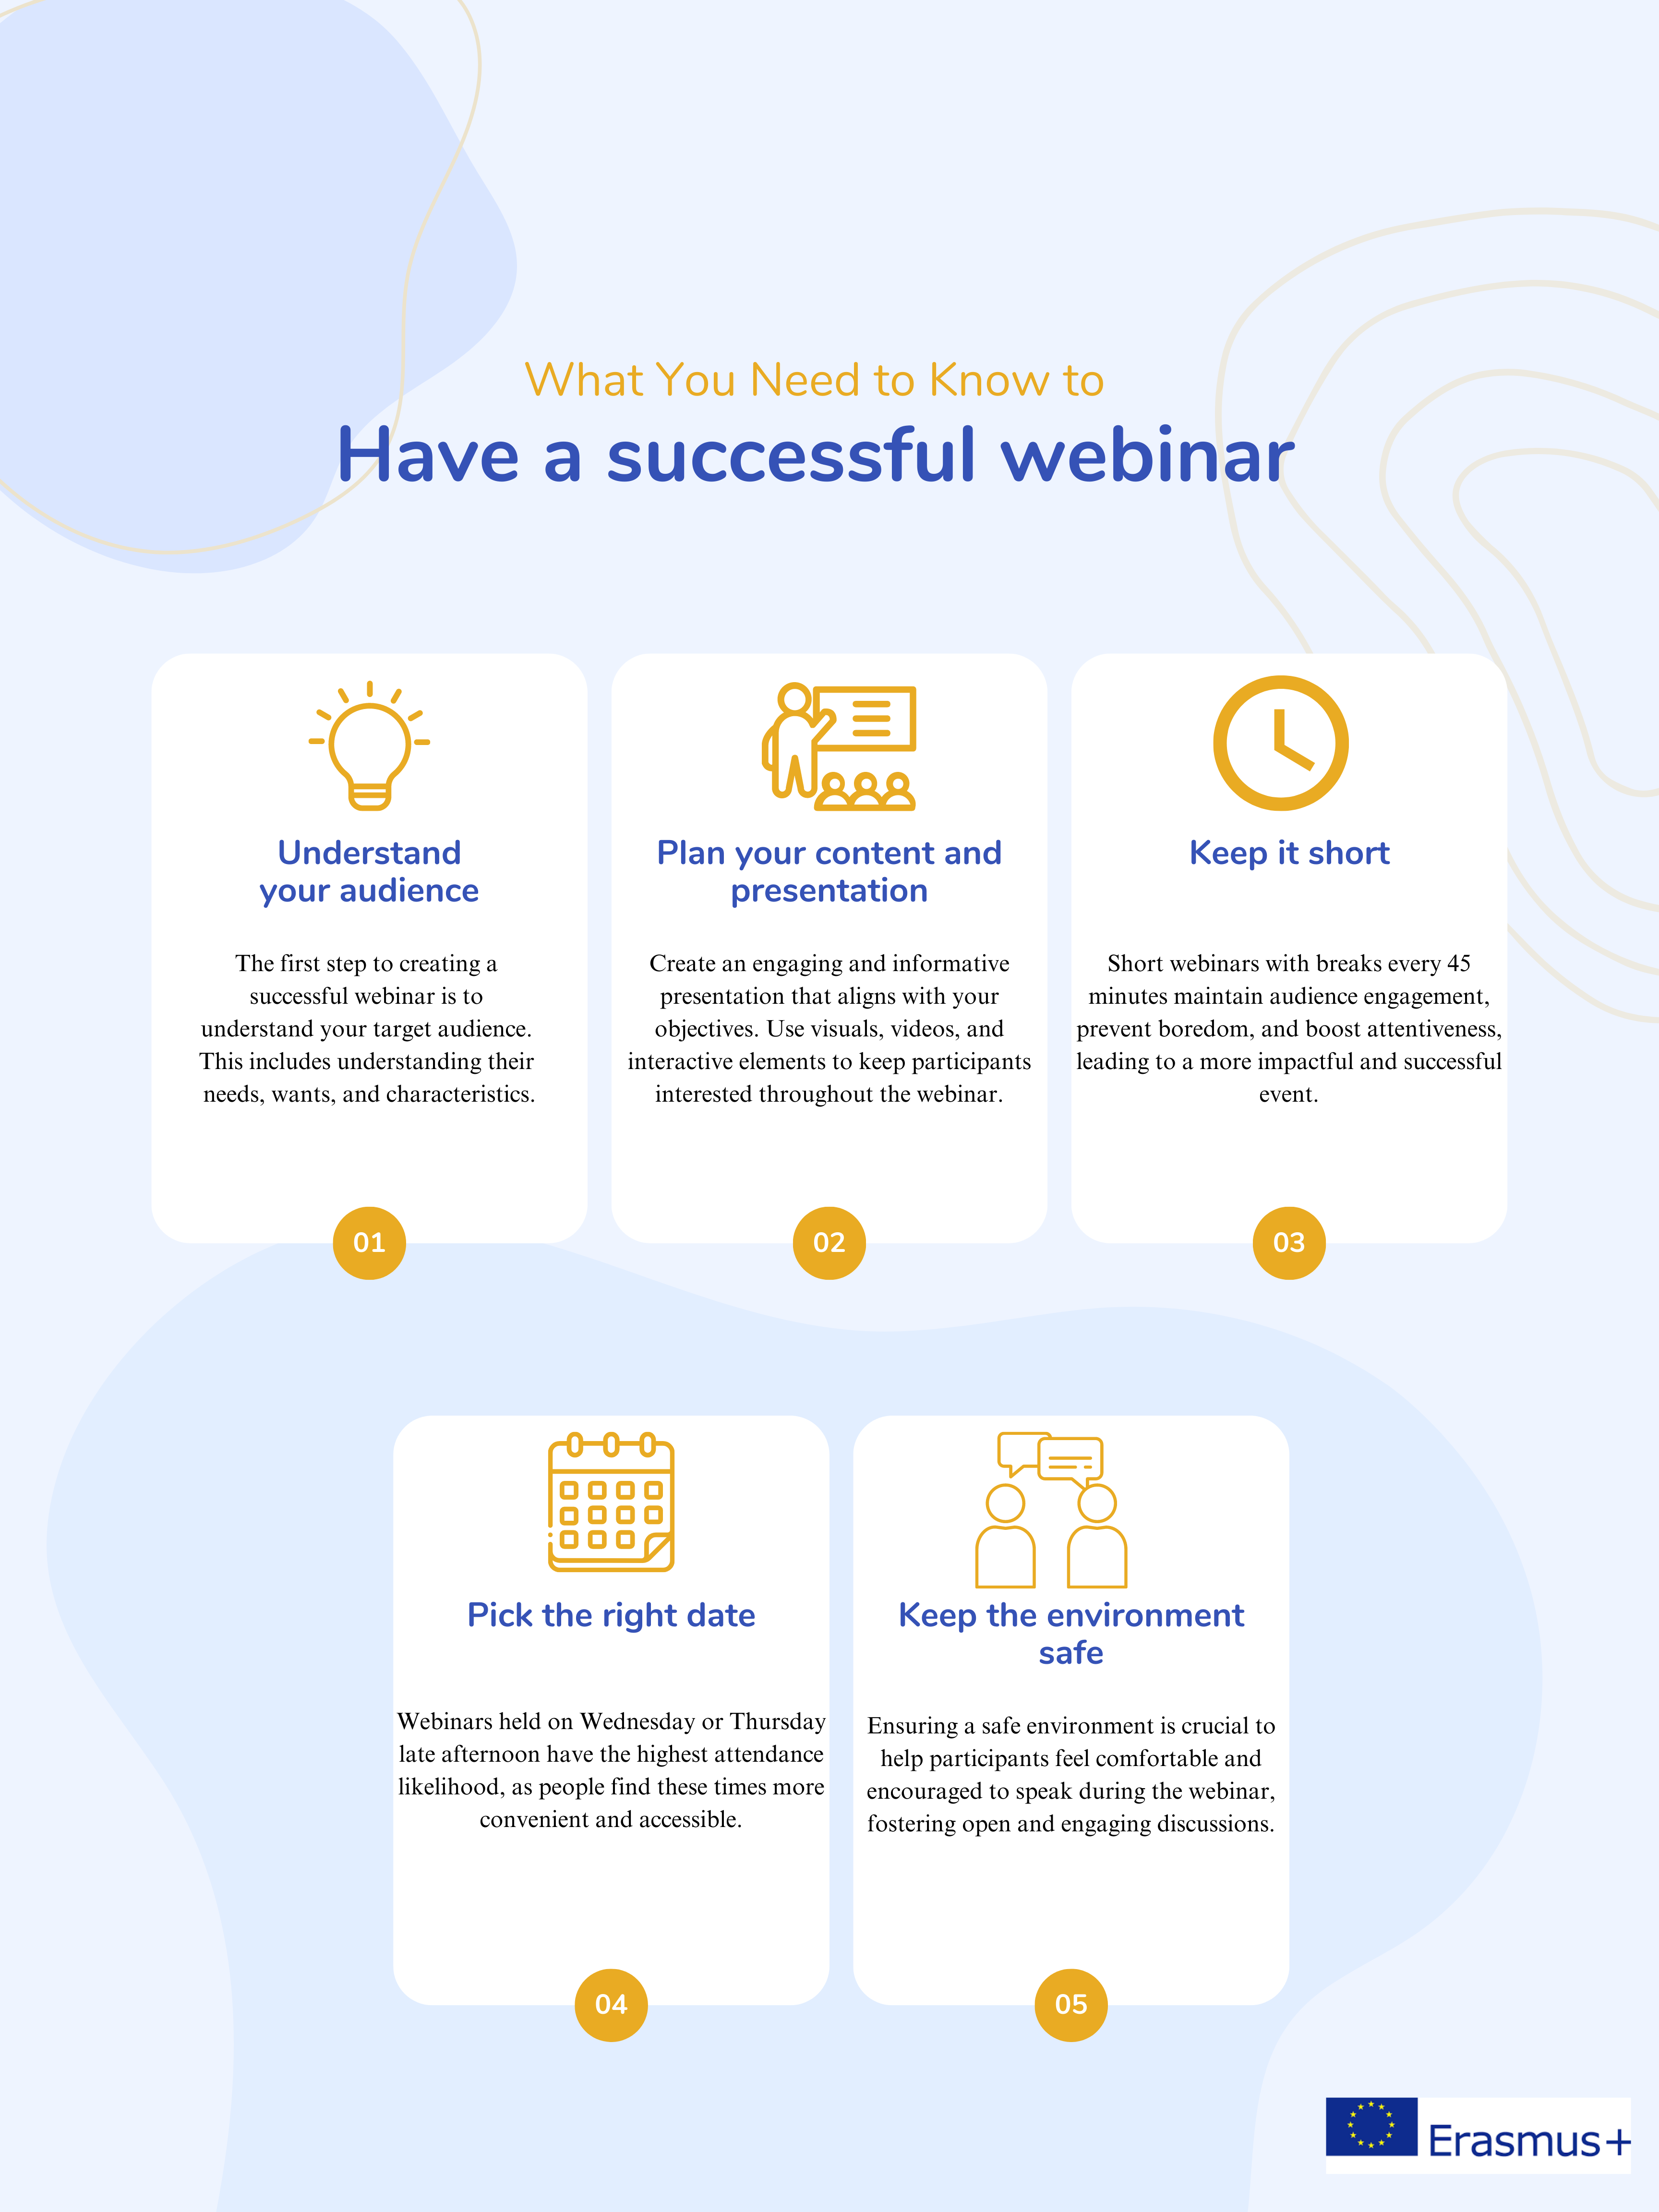 What You Need to Know to
Have a successful webinar
Understand
your audience
The first step to creating a
successful webinar is to
understand your target audience.
This includes understanding their
needs, wants, and characteristics.
01
Plan your content and
presentation
Create an engaging and informative
presentation that aligns with your
objectives. Use visuals, videos, and
interactive elements to keep participants
interested throughout the webinar.
02
Keep it short
Short webinars with breaks every 45
minutes maintain audience engagement,
prevent boredom, and boost attentiveness,
leading to a more impactful and successful
event.
03
Pick the right date
Webinars held on Wednesday or Thursday
late afternoon have the highest attendance
likelihood, as people find these times more
convenient and accessible.
04
Keep the environment
safe
Ensuring a safe environment is crucial to
help participants feel comfortable and
encouraged to speak during the webinar,
fostering open and engaging discussions.
05
Erasmus+